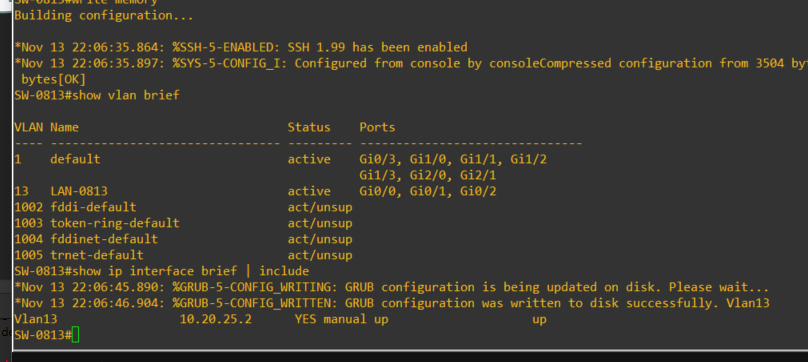 SW-0813#write memory
Building configuration...
*Nov 13 22:06:35.864: %SSH-5-ENABLED: SSH 1.99 has been enabled
*Nov 13 22:06:35.897: %SYS-5-CONFIG_I: Configured from console by consoleCompressed configuration from 3504 byt
bytes[OK]
SW-0813#show vlan brief
VLAN Name                             Status    Ports
---- -------------------------------- --------- -------------------------------
1    default                          active    Gi0/3, Gi1/0, Gi1/1, Gi1/2
                                                Gi1/3, Gi2/0, Gi2/1
13   LAN-0813                         active    Gi0/0, Gi0/1, Gi0/2
1002 fddi-default                     act/unsup
1003 token-ring-default               act/unsup
1004 fddinet-default                  act/unsup
1005 trnet-default                    act/unsup
SW-0813#show ip interface brief | include
*Nov 13 22:06:45.890: %GRUB-5-CONFIG_WRITING: GRUB configuration is being updated on disk. Please wait...
*Nov 13 22:06:46.904: %GRUB-5-CONFIG_WRITTEN: GRUB configuration was written to disk successfully. Vlan13
Vlan13                 10.20.25.2      YES manual up                    up
SW-0813#